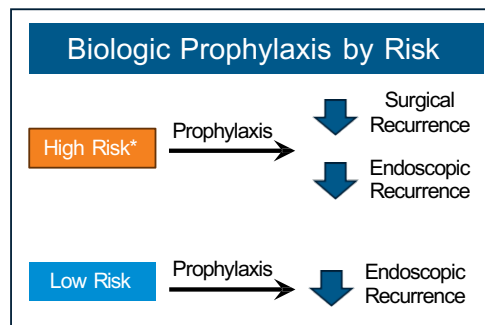 Biologic Prophylaxis by Risk
High Risk*
Prophylaxis
Surgical
Recurrence
Endoscopic
Recurrence
Low Risk
Prophylaxis
Endoscopic
Recurrence